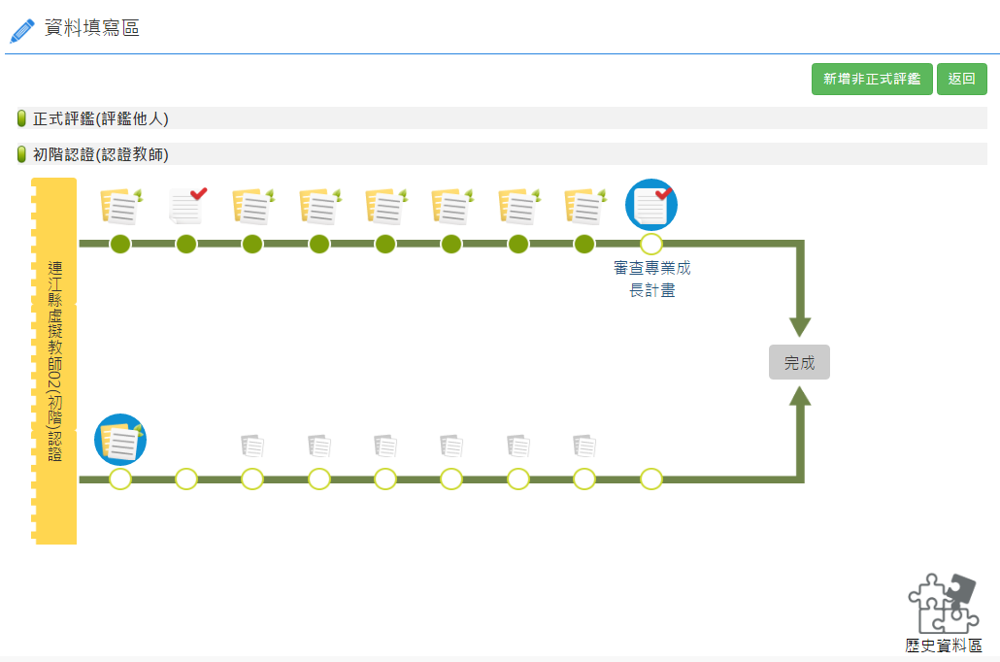 資料填寫區
新增非正式評鑑
返回
正式評鑑(評鑑他人)
初階認證(認證教師)
連江縣虛擬教師02(初階)認證
審查專業成
長計畫
完成
歷史資料區